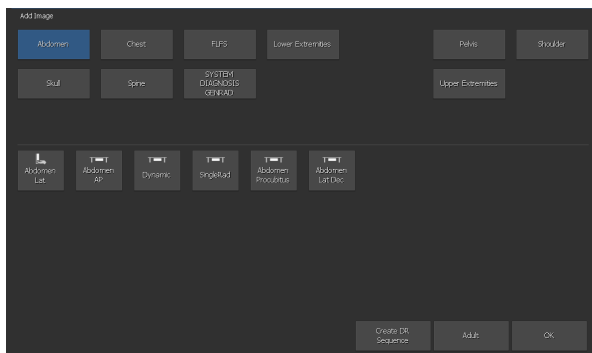 Add Image
Abdomen
Chest
FLFS
Lower Extremities
Pelvis
Shoulder
Skull
Spine
SYSTEM
DIAGNOSIS
GENRAD
Upper Extremities
Abdomen
Lat
Abdomen
AP
Dynamic
SingleRad
Abdomen
Procubitus
Abdomen
Lat Dec
Create DR
Sequence
Adult
OK